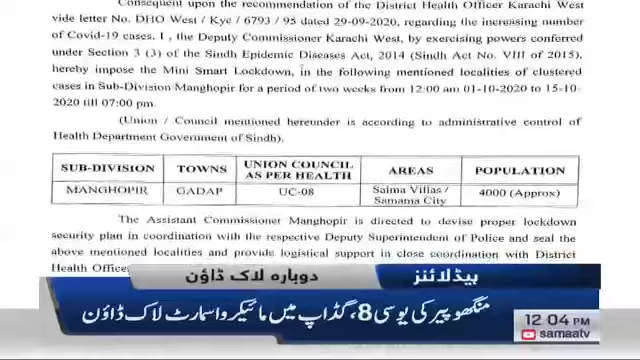 Consequent upon the recommendation of the District Health Officer Karachi West
vide letter No. DHO West / Kye / 6793 / 95 dated 29-09-2020, regarding the increasing number
of Covid-19 cases. I , the Deputy Commissioner Karachi West, by exercising powers conferred
under Section 3 (3) of the Sindh Epidemic Diseases Act, 2014 (Sindh Act No. VIII of 2015),
hereby impose the Mini Smart Lockdown, in the following mentioned localities of clustered
cases in Sub-Division Manghopir for a period of two weeks from 12:00 am 01-10-2020 to 15-10-
2020 till 07:00 pm.
(Union / Council mentioned hereunder is according to administrative control of
Health Department Government of Sindh).
SUB-DIVISION TOWNS UNION COUNCIL AS PER HEALTH AREAS POPULATION
MANGHOPIR GADAP UC-08 Saima Villas / Samama City 4000 (Approx)
The Assistant Commissioner Manghopir is directed to devise proper lockdown
security plan in coordination with the respective Deputy Superintendent of Police and seal the
above mentioned localities and provide logistical support in close coordination with District
Health Officer
ہیڈلائنز
دوبارہ لاک ڈاؤن
منگھوپیر کی یوسی 8، گڈاپ میں مائیکرو اسمارٹ لاک ڈاؤن
12:04 PM
samaatv